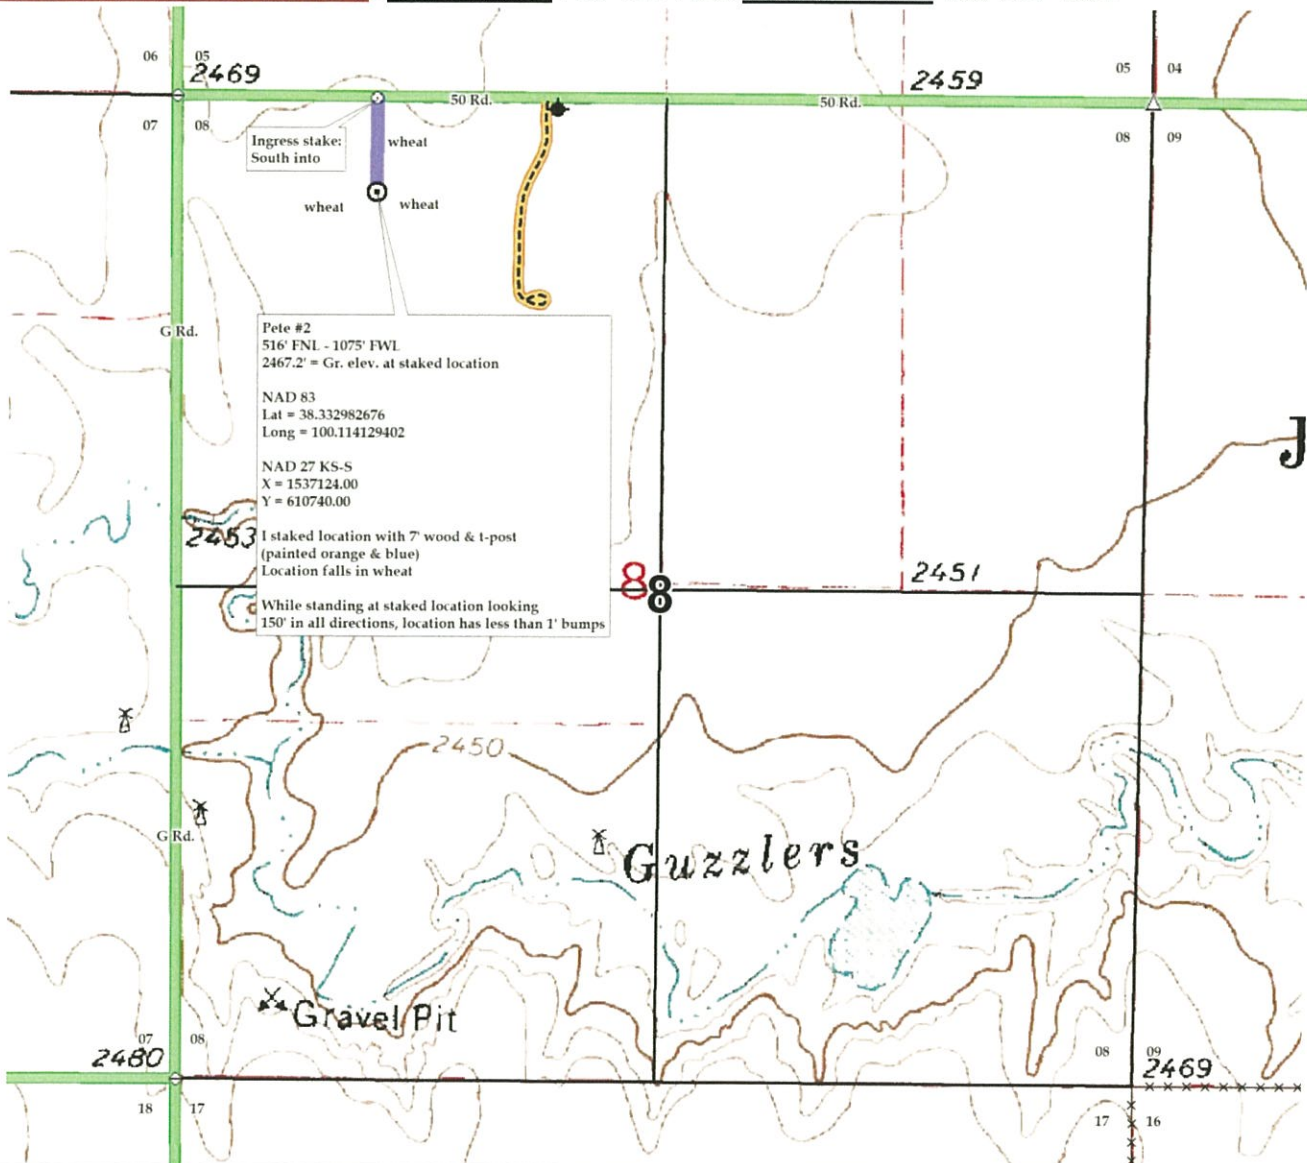 06
05
2469
2459
05
04
50 Rd.
50 Rd.
07
08
08
09
Ingress stake:
South into
wheat
wheat
wheat
G Rd.
Pete #2
516' FNL - 1075' FWL
2467.2' = Gr. elev. at staked location
NAD 83
Lat = 38.332982676
Long = 100.114129402
NAD 27 KS-S
X = 1537124.00
Y = 610740.00
I staked location with 7' wood & t-post
(painted orange & blue)
Location falls in wheat
While standing at staked location looking
150' in all directions, location has less than 1' bumps
J
2453
8
8
2451
2450
G Rd.
Guzzlers
Gravel Pit
07
08
2480
08
09
2469
18
17
17
16